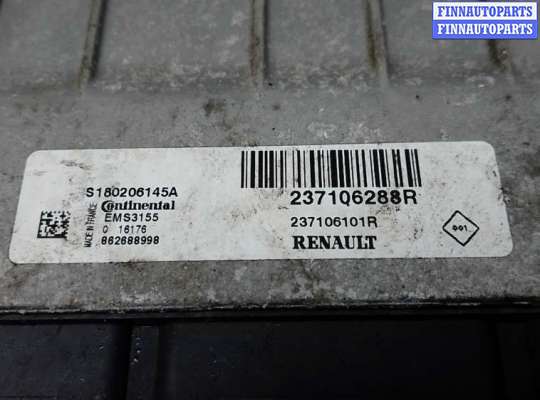 FINNAUTOPARTS
FINNAUTOPARTS
S180206145A
Continental
EMS3155
0 16176
862688998
MADE IN FRANCE
237106288R
237106101R
RENAULT
001